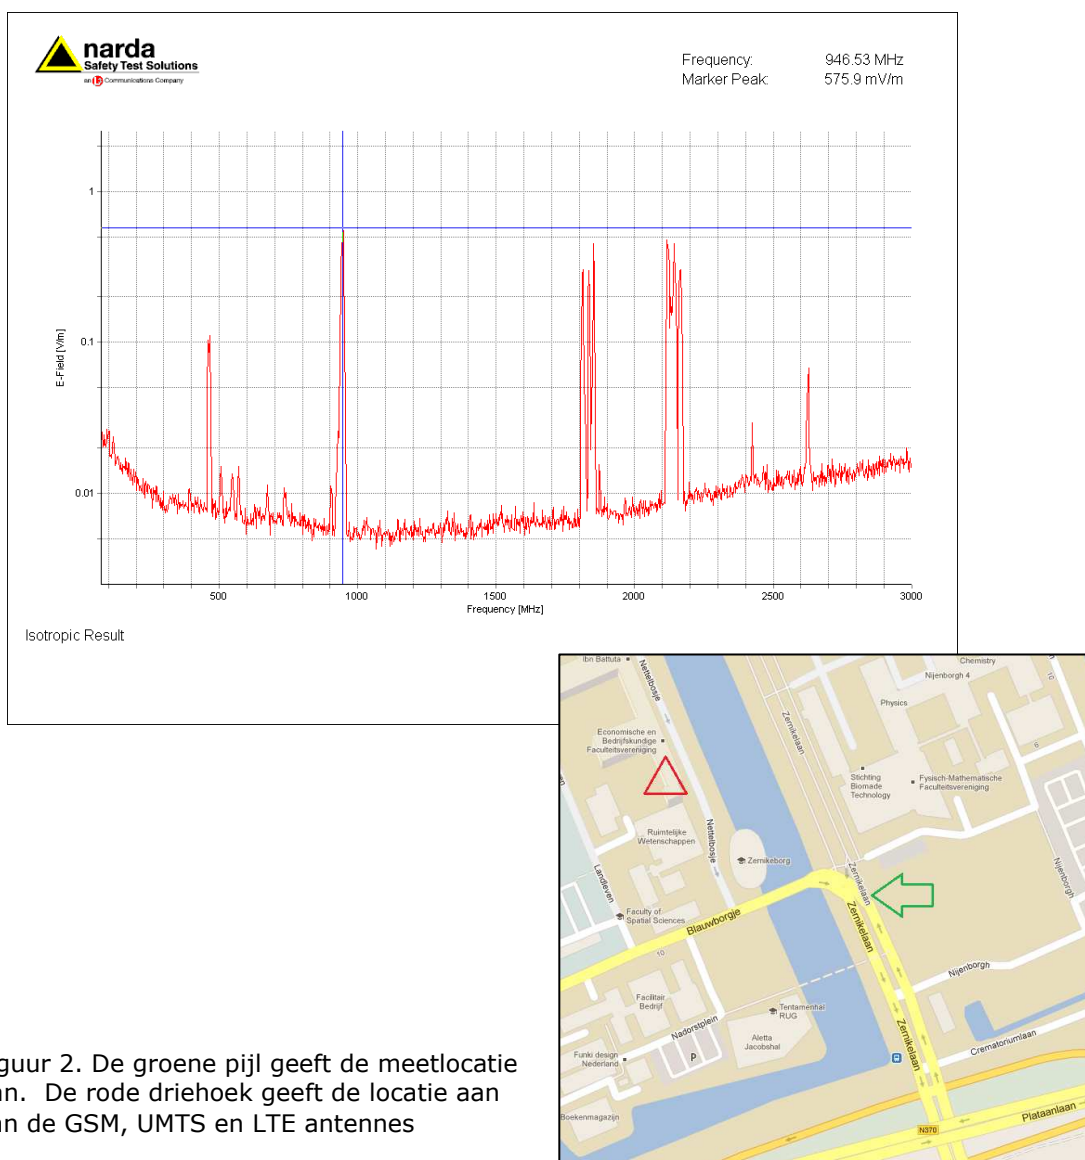 narda
Safety Test Solutions
an L3 Communications Company
Frequency: 946.53 MHz
Marker Peak: 575.9 mV/m
1
0.1
0.01
E-Field [V/m]
500 1000 1500 2000 2500 3000
Frequency [MHz]
Isotropic Result
Ibn Battuta
Nettelbosje
Zernikelaan
Chemistry
Nijenborgh 4
10
Physics
Economische en
Bedrijfskundige
Faculteitsvereniging
6
Stichting
Biomade
Technology
Fysisch-Mathematische
Faculteitsvereniging
Ruimtelijke
Wetenschappen
Nettelbosje
Zernikeborg
Zernikelaan
Nijenborgh
Landleven
Faculty of
Spatial Sciences
Blauwborgje
Zernikelaan
10
Nijenborgh
Facilitair
Bedrijf
Tentamenhal
RUG
Nadorstplein
Aletta
Jacobshal
Zernikelaan
Crematoriumlaan
Funki design
Nederland
P
Boekenmagazijn
Plataanlaan
N370
guur 2. De groene pijl geeft de meetlocatie
an. De rode driehoek geeft de locatie aan
an de GSM, UMTS en LTE antennes